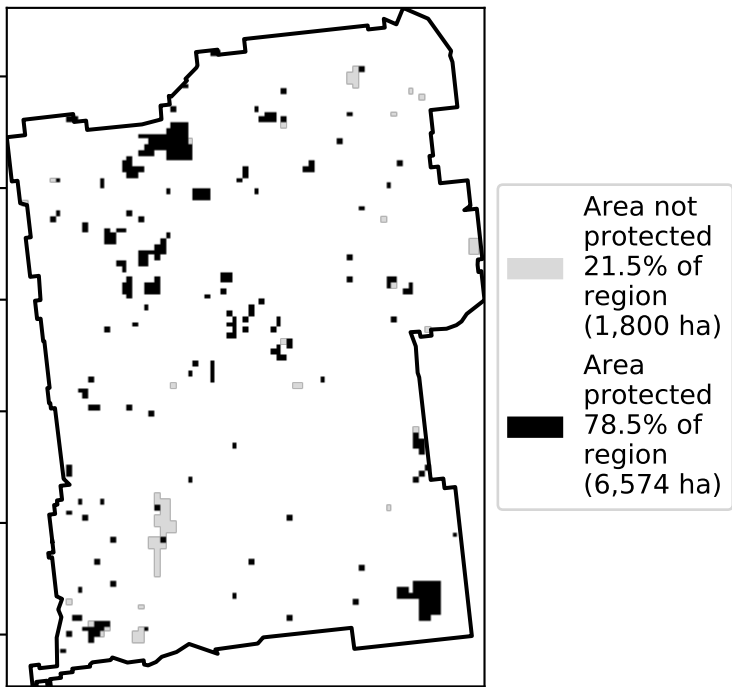 Area not
protected
21.5% of
region
(1,800 ha)
Area
protected
78.5% of
region
(6,574 ha)